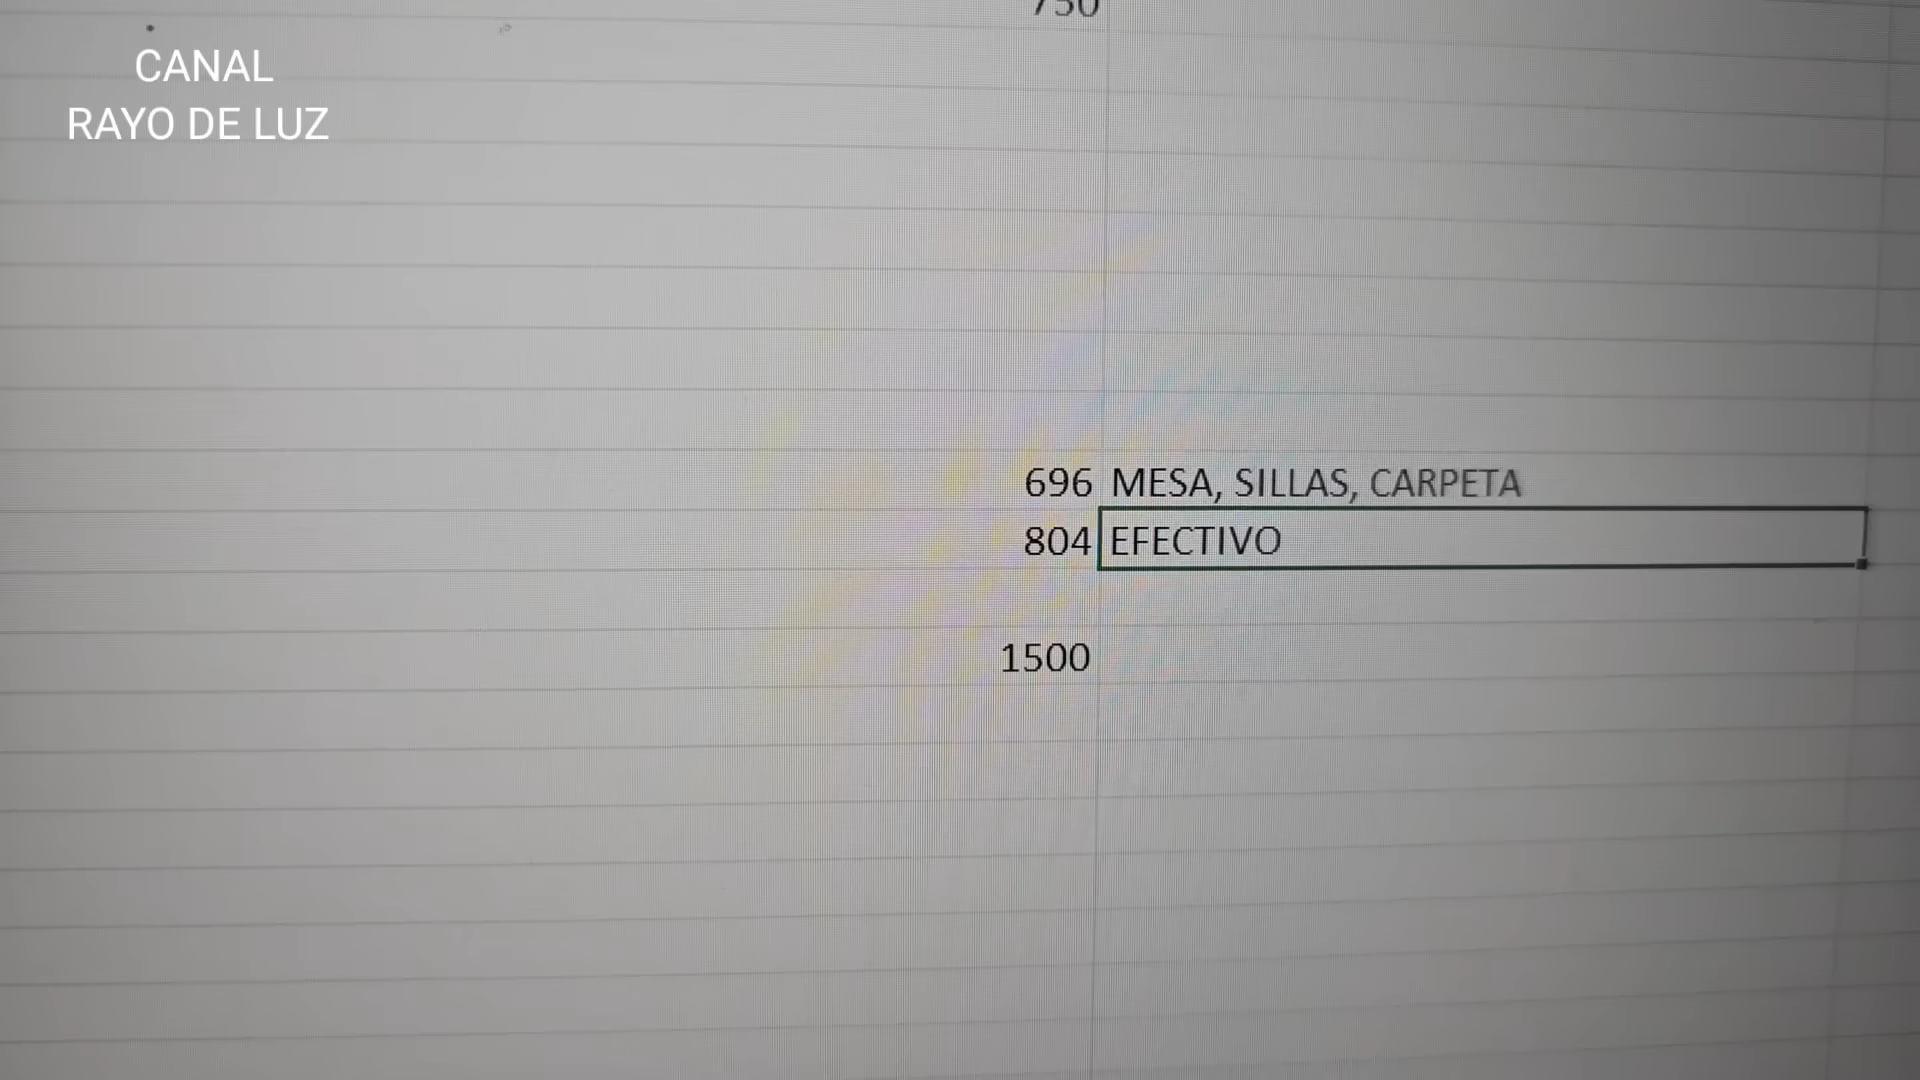 CANAL
RAYO DE LUZ
696 MESA, SILLAS, CARPETA
804 EFECTIVO
1500